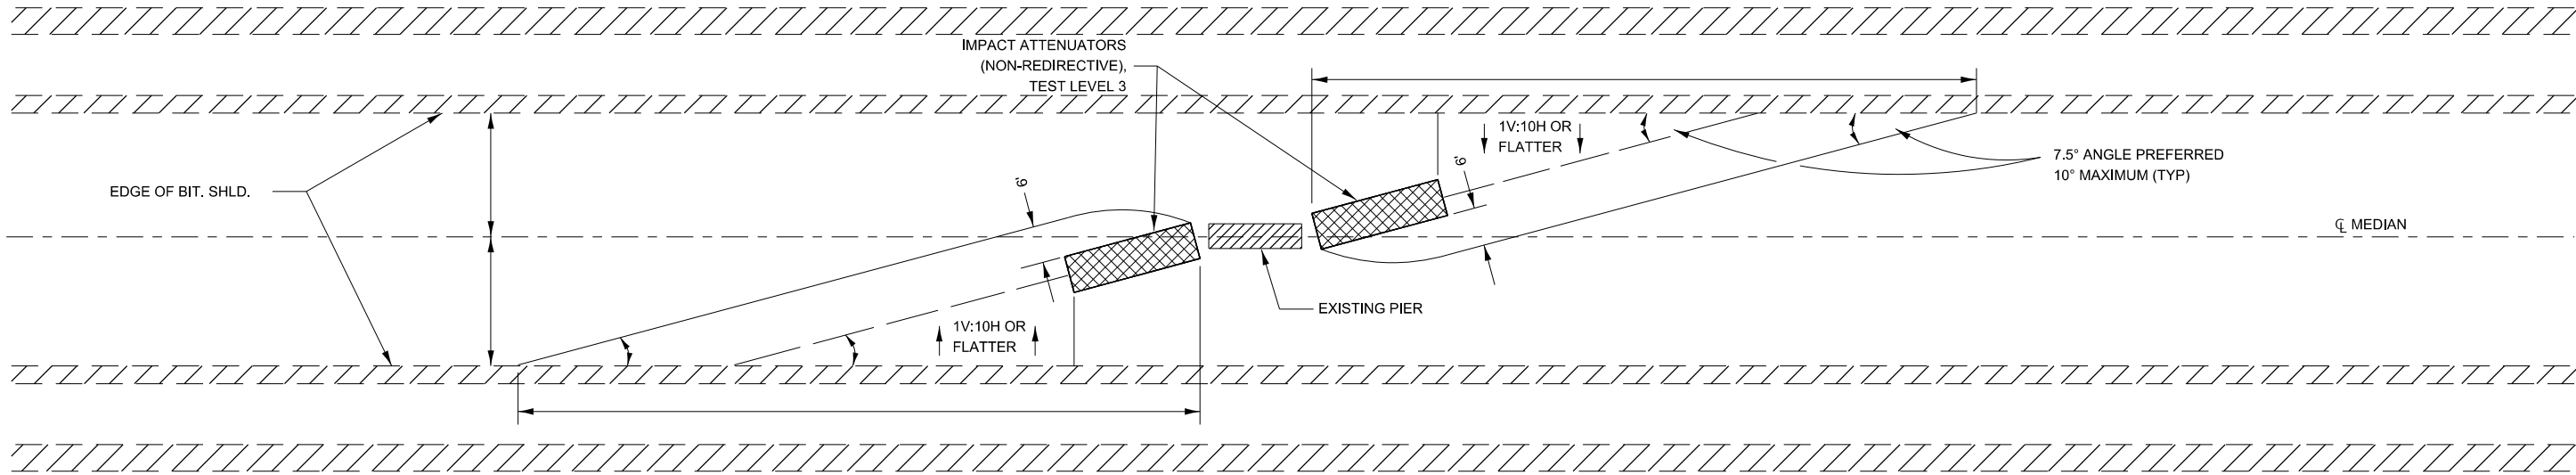 IMPACT ATTENUATORS
(NON-REDIRECTIVE),
TEST LEVEL 3
1V:10H OR
FLATTER
6'
7.5° ANGLE PREFERRED
10° MAXIMUM (TYP)
EDGE OF BIT. SHLD.
6'
℄ MEDIAN
EXISTING PIER
1V:10H OR
FLATTER